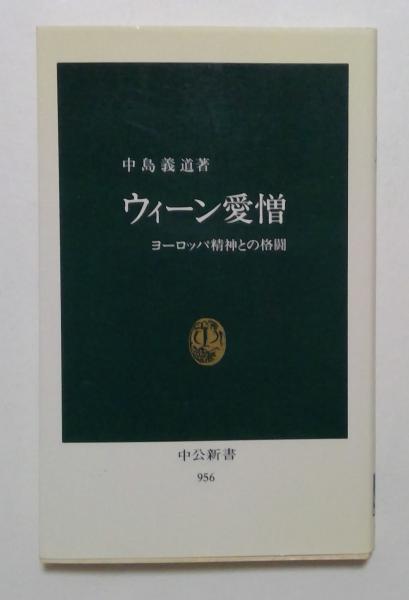 中島義道著
ウィーン愛憎
ヨーロッパ精神との格闘
中公新書
956